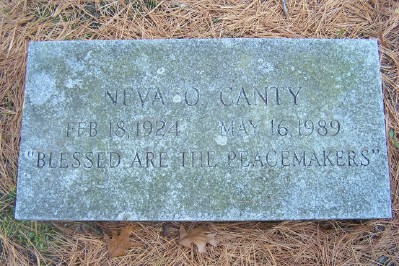 NEVA O. CANTY
FEB 18, 1924 MAY 16, 1989
"BLESSED ARE THE PEACEMAKERS"